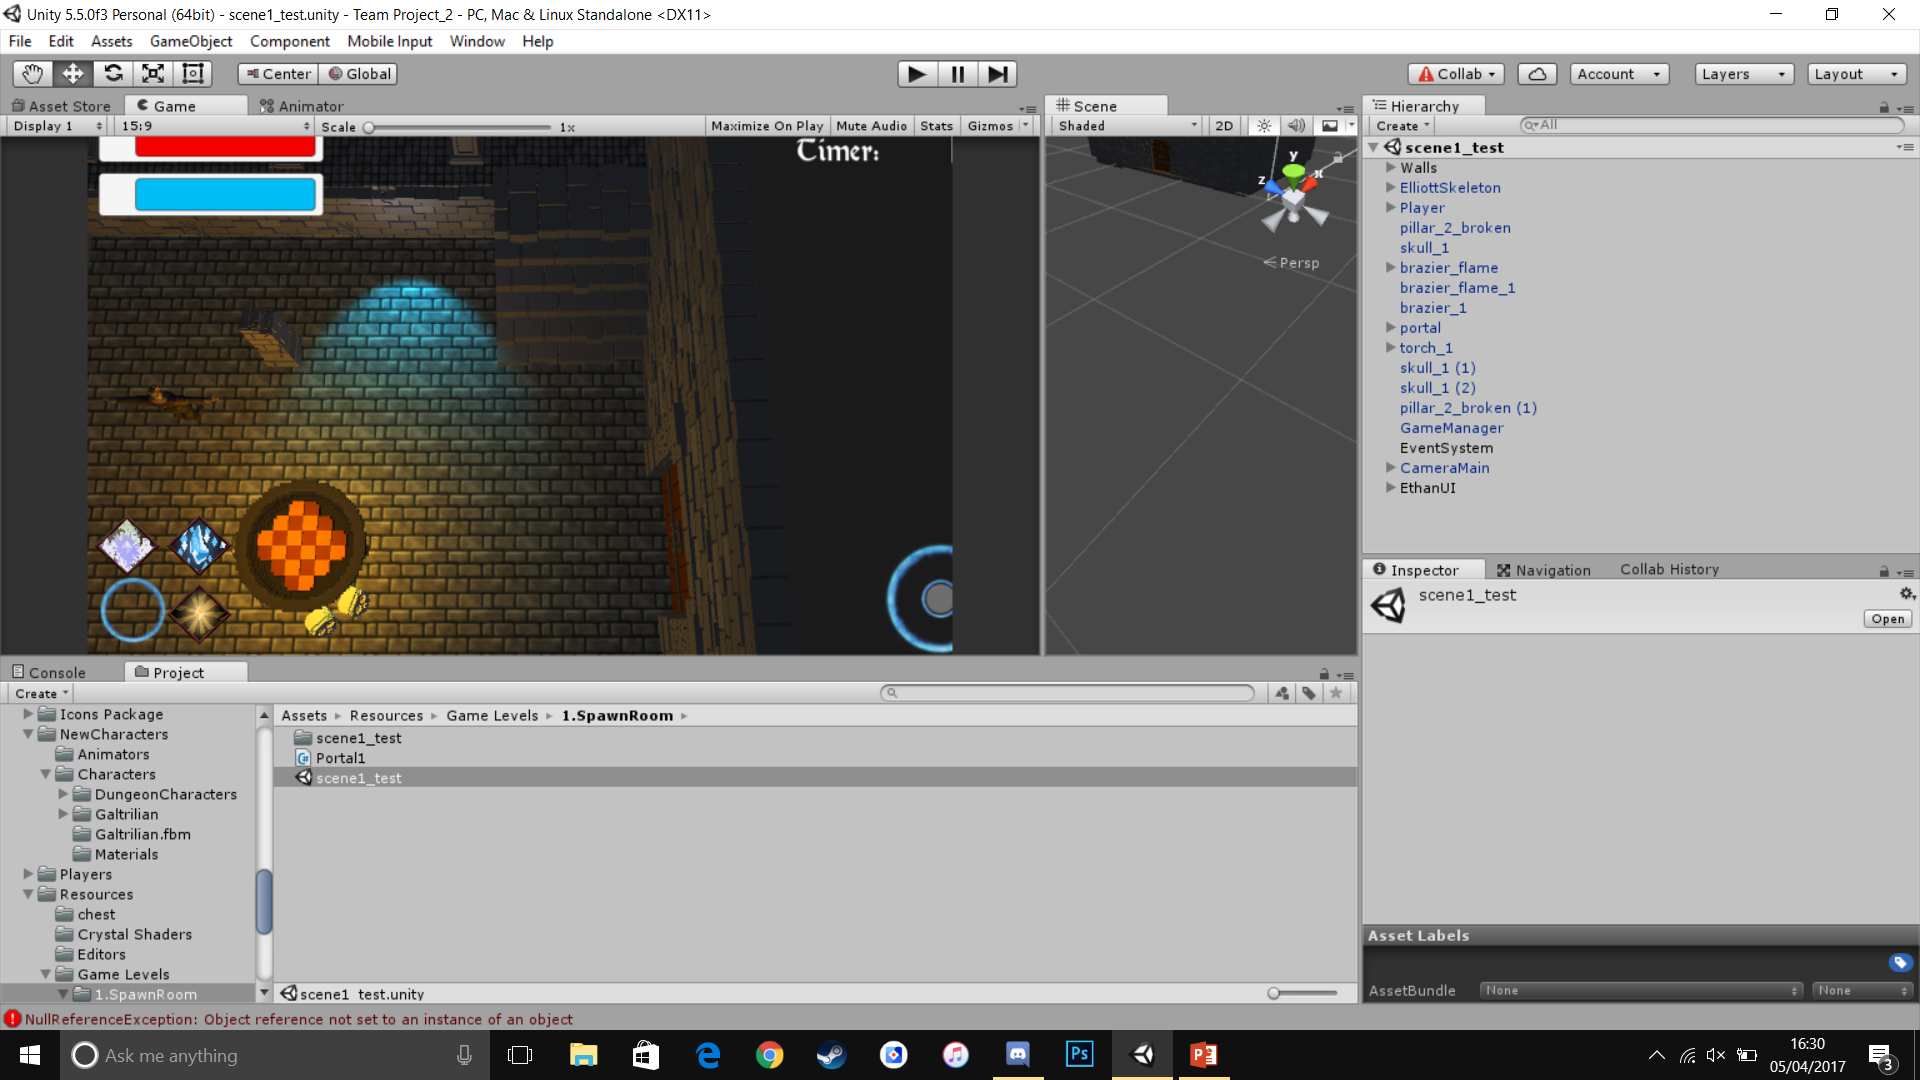 Unity 5.5.0f3 Personal (64bit) - scene1_test.unity - Team Project_2 - PC, Mac & Linux Standalone <DX11>
File Edit Assets GameObject Component Mobile Input Window Help
Center Global Collab Account Layers Layout
Asset Store Game Animator
Display 1 15:9 Scale 1x Maximize On Play Mute Audio Stats Gizmos
Timer:
Scene
Shaded 2D
y
z
x
Persp
Hierarchy
Create All
scene1_test
Walls
ElliottSkeleton
Player
pillar_2_broken
skull_1
brazier_flame
brazier_flame_1
brazier_1
portal
torch_1
skull_1 (1)
skull_1 (2)
pillar_2_broken (1)
GameManager
EventSystem
CameraMain
EthanUI
Inspector Navigation Collab History
scene1_test
Open
Asset Labels
AssetBundle None None
Console Project
Create
Icons Package
NewCharacters
Animators
Characters
DungeonCharacters
Galtrilian
Galtrilian.fbm
Materials
Players
Resources
chest
Crystal Shaders
Editors
Game Levels
1.SpawnRoom
Assets Resources Game Levels 1.SpawnRoom
scene1_test
Portal1
scene1_test
scene1_test.unity
NullReferenceException: Object reference not set to an instance of an object
Ask me anything
Ps
P
16:30
05/04/2017
3